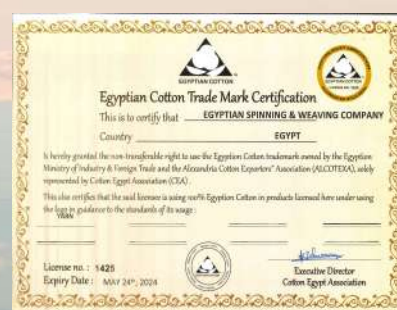 EGYPTIAN COTTON
Egyptian Cotton Trade Mark Certification
This is to certify that EGYPTIAN SPINNING & WEAVING COMPANY
Country EGYPT
Is hereby granted the non-transferable right to use the Egyption Cotton trademark owned by the Egyptian
Ministry of Industry & Foreign Trade and the Alexandria Cotton Exporters' Association (ALCOTEXA), solely
represented by Cotton Egypt Association (CEA) .
This also certifies that the said licensee is using 100% Egyptian Cotton in products licensed here under using
the logo in guidance to the standards of its usage :
YARN
License no. : 1425
Expiry Date : MAY 24th, 2024
Executive Director
Cotton Egypt Association